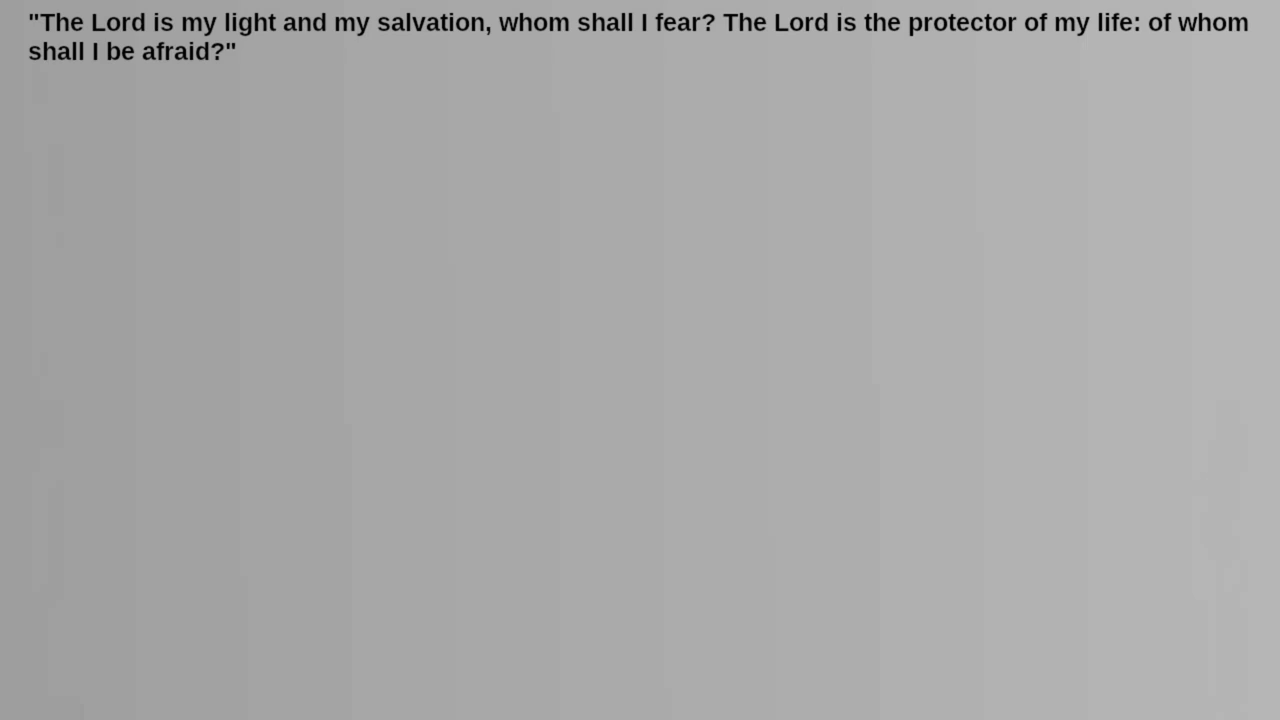 "The Lord is my light and my salvation, whom shall I fear? The Lord is the protector of my life: of whom
shall I be afraid?"